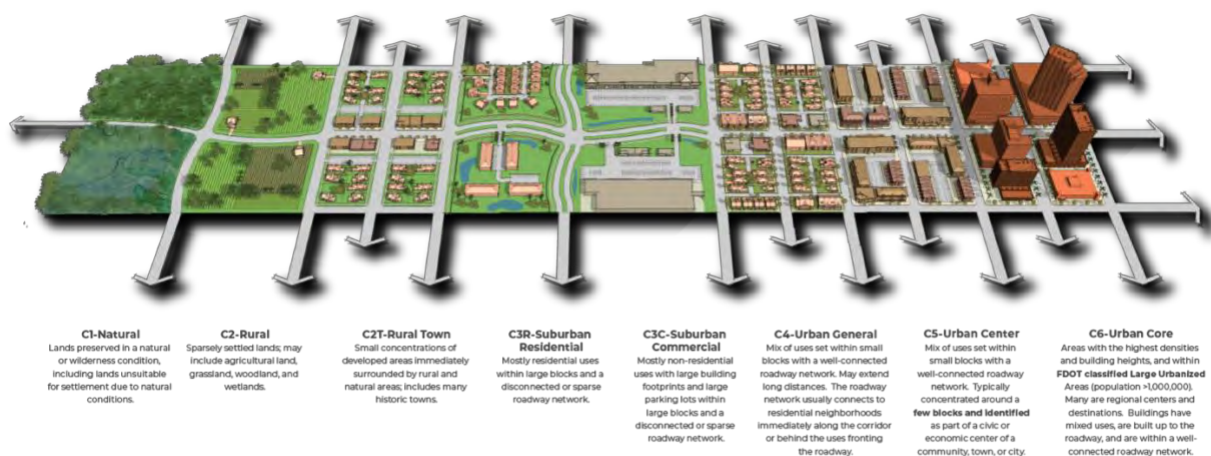 C1-Natural
Lands preserved in a natural
or wilderness condition,
including lands unsuitable
for settlement due to natural
conditions.
C2-Rural
Sparsely settled lands; may
include agricultural land,
grassland, woodland, and
wetlands.
C2T-Rural Town
Small concentrations of
developed areas immediately
surrounded by rural and
natural areas; includes many
historic towns.
C3R-Suburban
Residential
Mostly residential uses
within large blocks and a
disconnected or sparse
roadway network.
C3C-Suburban
Commercial
Mostly non-residential
uses with large building
footprints and large
parking lots within
large blocks and a
disconnected or sparse
roadway network.
C4-Urban General
Mix of uses set within small
blocks with a well-connected
roadway network. May extend
long distances. The roadway
network usually connects to
residential neighborhoods
immediately along the corridor
or behind the uses fronting
the roadway.
C5-Urban Center
Mix of uses set within
small blocks with a
well-connected roadway
network. Typically
concentrated around a
few blocks and identified
as part of a civic or
economic center of a
community, town, or city.
C6-Urban Core
Areas with the highest densities
and building heights, and within
FDOT classified Large Urbanized
Areas (population >1,000,000).
Many are regional centers and
destinations. Buildings have
mixed uses, are built up to the
roadway, and are within a well-
connected roadway network.